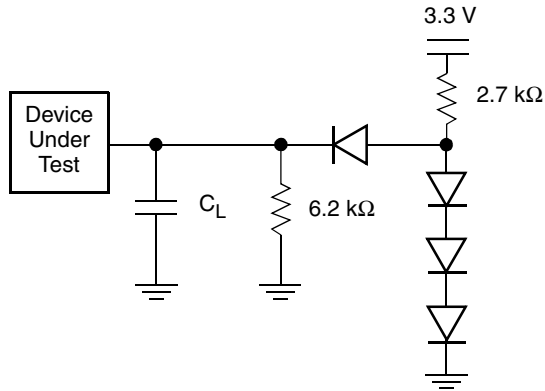 3.3 V
2.7 kΩ
Device
Under
Test
C_L
6.2 kΩ